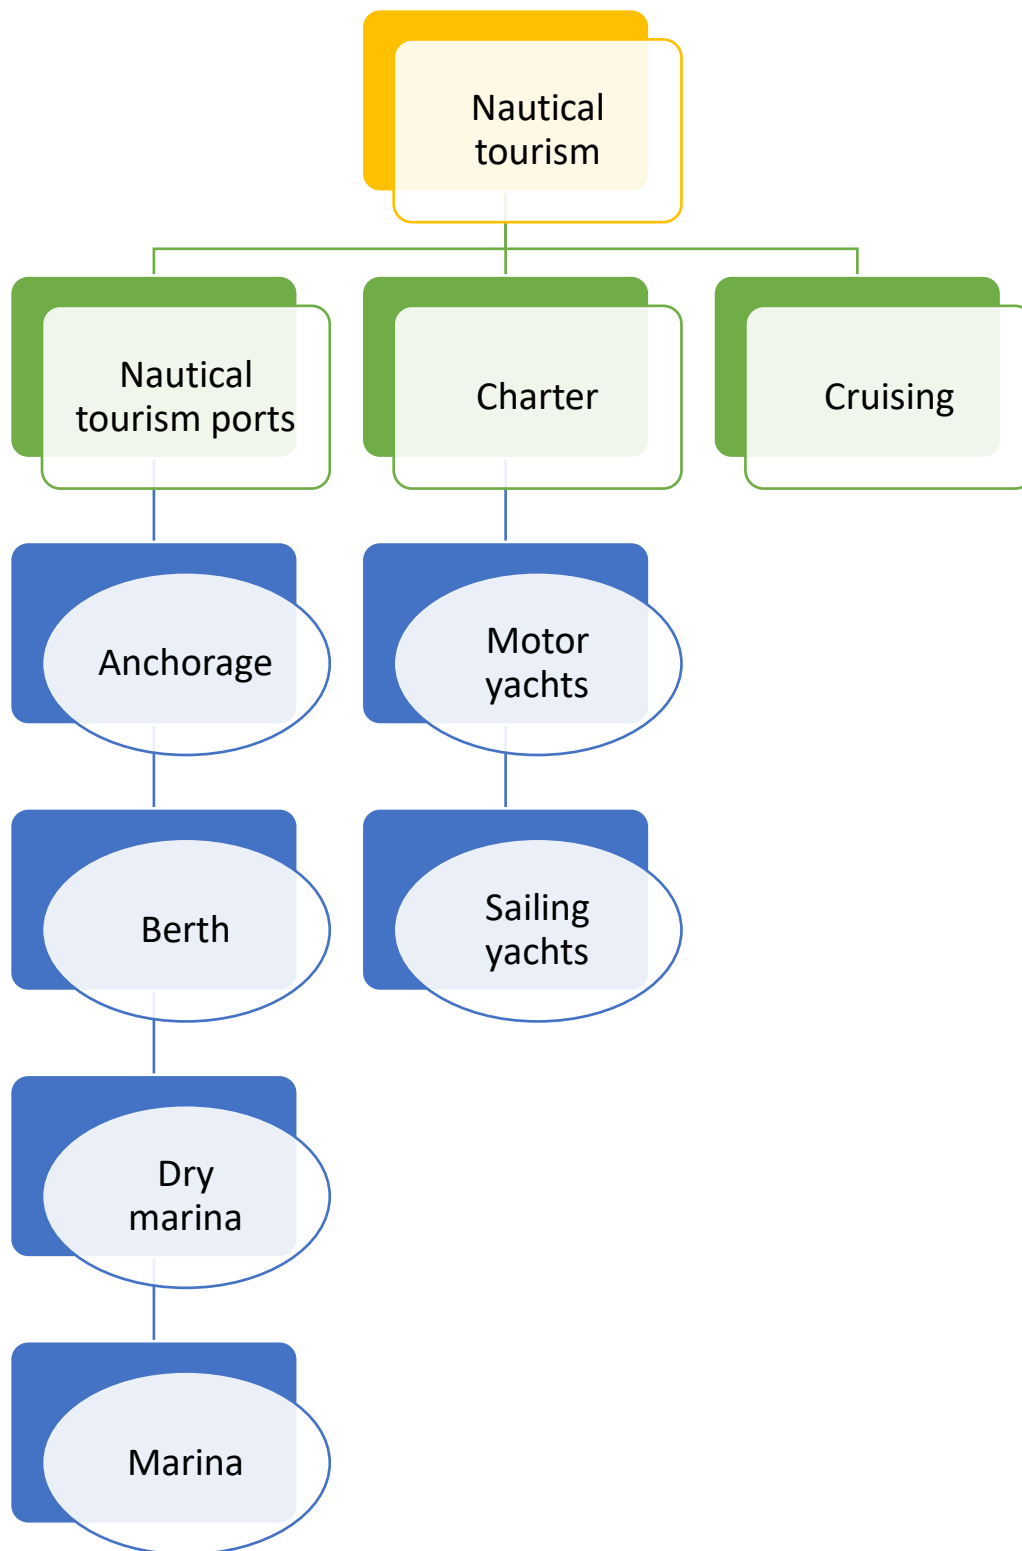 Nautical
tourism
Nautical
tourism ports
Charter
Cruising
Anchorage
Motor
yachts
Berth
Sailing
yachts
Dry
marina
Marina